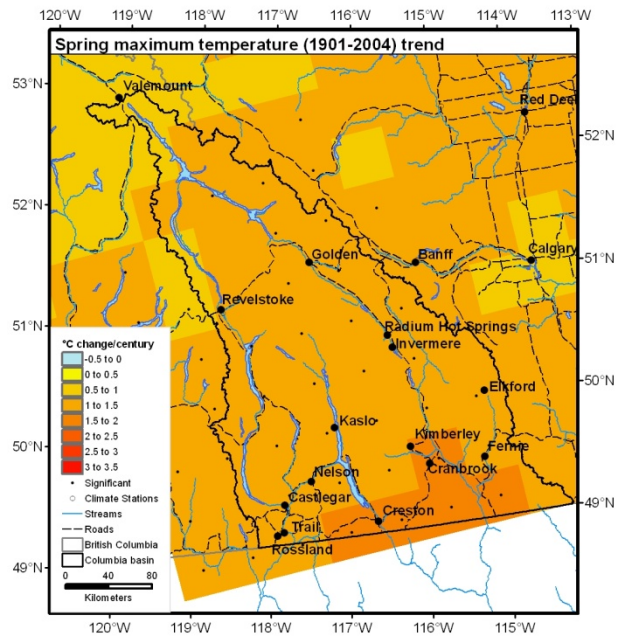 120°W 119°W 118°W 117°W 116°W 115°W 114°W 113°W
Spring maximum temperature (1901-2004) trend
53°N
Valemount
Red Deer
52°N
52°N
Golden
Banff
Calgary
51°N
Revelstoke
51°N
Radium Hot Springs
Invermere
°C change/century
-0.5 to 0
0 to 0.5
0.5 to 1
1 to 1.5
1.5 to 2
2 to 2.5
2.5 to 3
3 to 3.5
Significant
Climate Stations
Streams
Roads
British Columbia
Columbia basin
0 40 80
Kilometers
50°N
Elkford
Kaslo
50°N
Kimberley
Fernie
Cranbrook
Nelson
Castlegar
Creston
49°N
Trail
Rossland
49°N
120°W 119°W 118°W 117°W 116°W 115°W 114°W